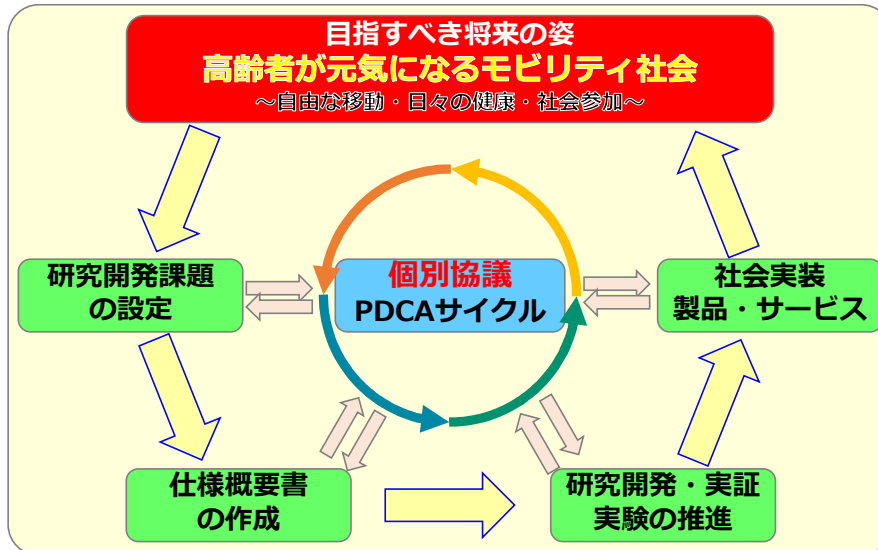 目指すべき将来の姿
高齢者が元気になるモビリティ社会
～自由な移動・日々の健康・社会参加～
研究開発課題
の設定
個別協議
PDCAサイクル
社会実装
製品・サービス
仕様概要書
の作成
研究開発・実証
実験の推進